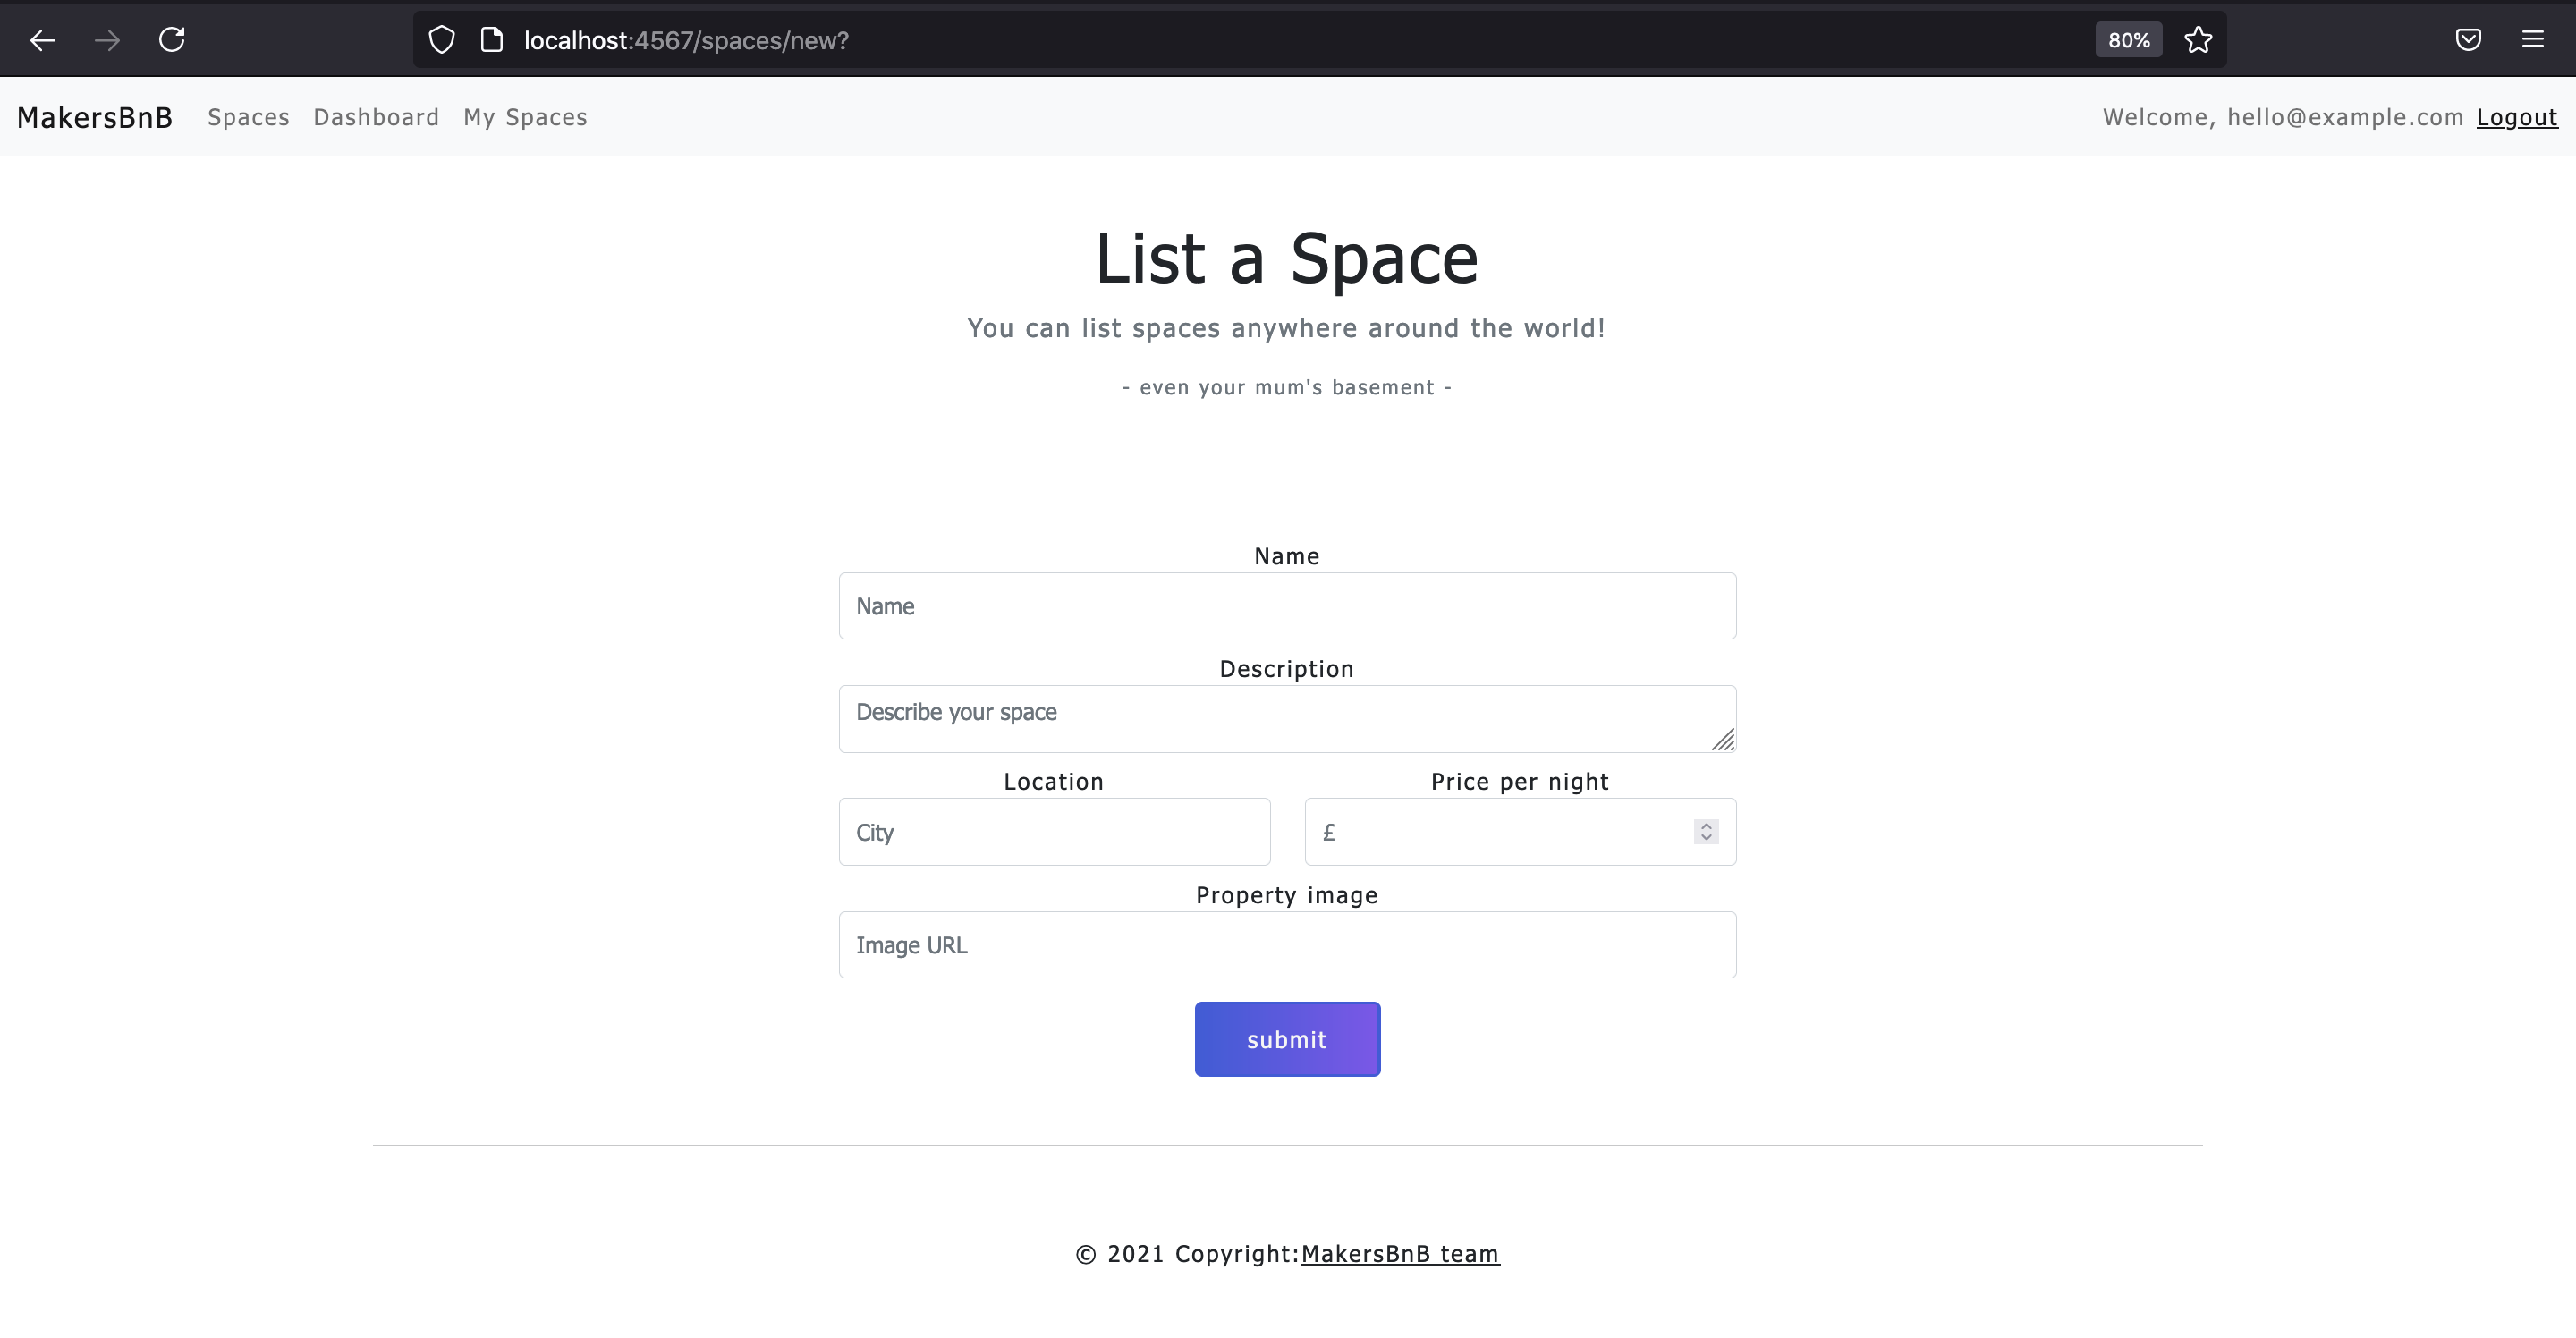 localhost:4567/spaces/new?
80%
MakersBnB Spaces Dashboard My Spaces Welcome, hello@example.com Logout
List a Space
You can list spaces anywhere around the world!
- even your mum's basement -
Name
Name
Description
Describe your space
Location Price per night
City £
Property image
Image URL
submit
© 2021 Copyright:MakersBnB team